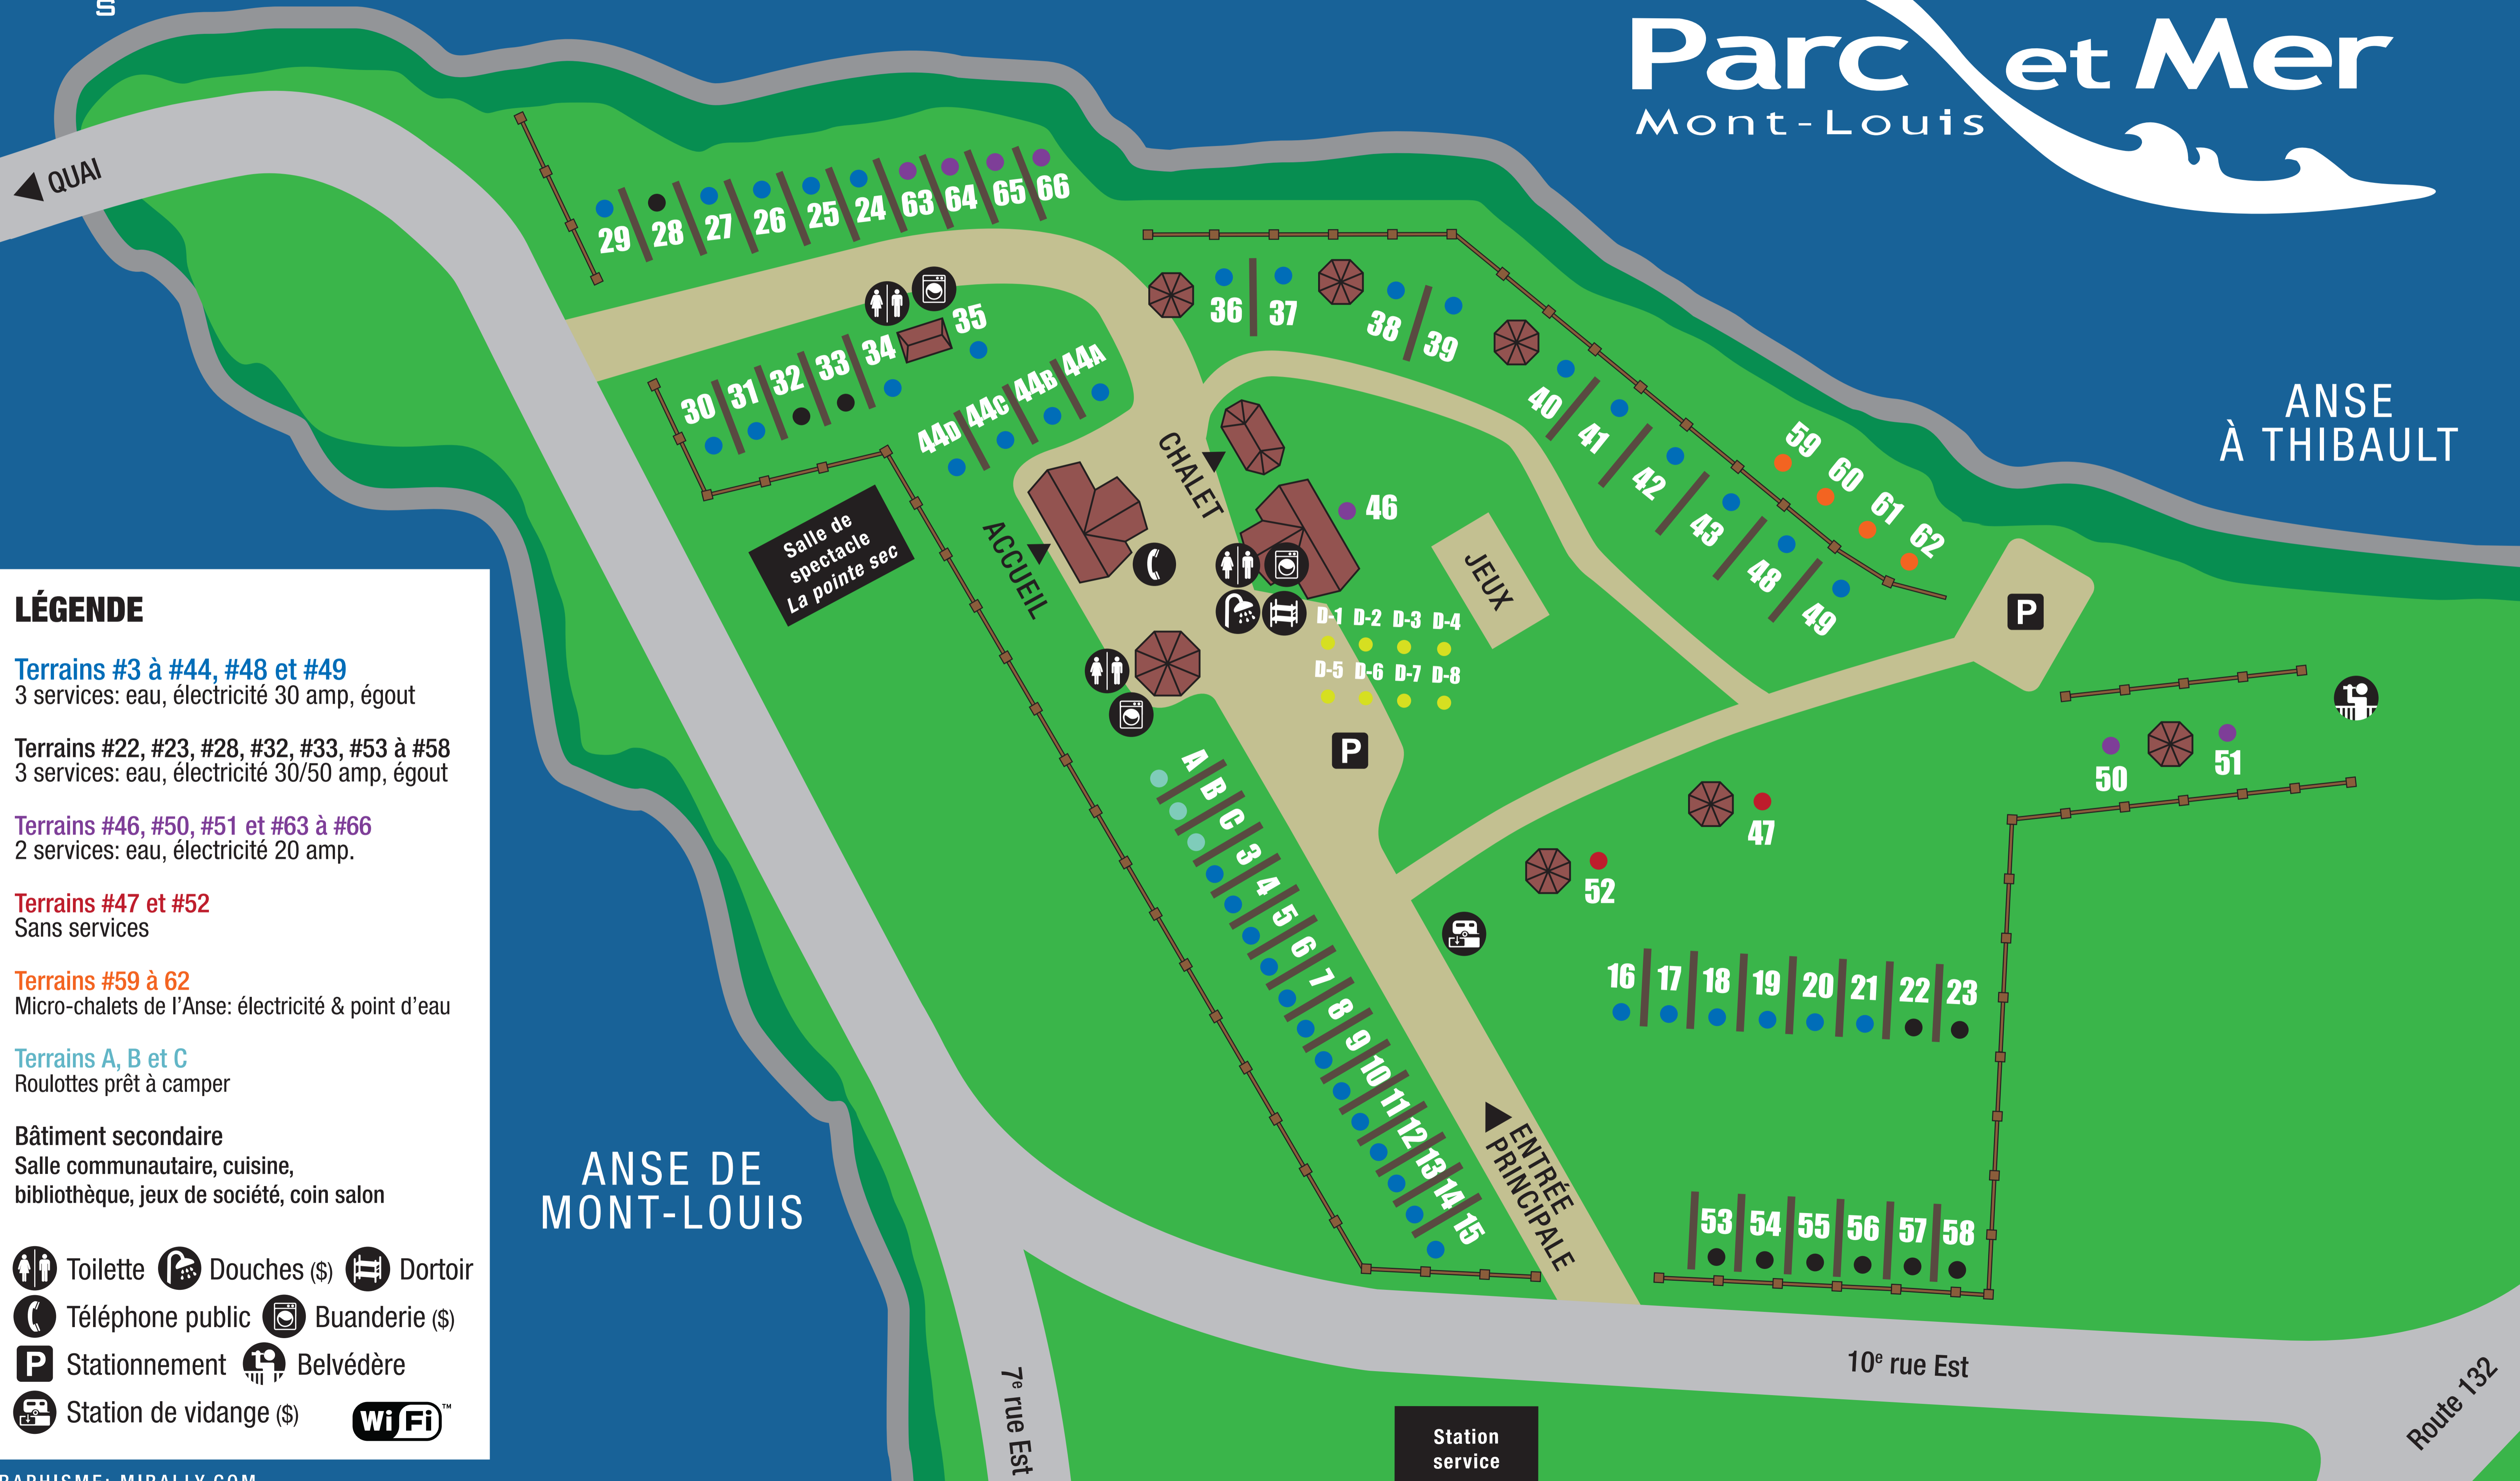 S
Parc et Mer
Mont-Louis
QUAI
29
28
27
26
25
24
63
64
65
66
36
37
38
39
40
41
42
43
48
49
59
60
61
62
30
31
32
33
34
35
44D
44C
44B
44A
ANSE
À THIBAULT
CHALET
46
ACCUEIL
Salle de
spectacle
La pointe sec
JEUX
D-1 D-2 D-3 D-4
D-5 D-6 D-7 D-8
P
P
50
51
47
52
A
B
C
3
4
5
6
7
8
9
10
11
12
13
14
15
16
17
18
19
20
21
22
23
53
54
55
56
57
58
ENTRÉE
PRINCIPALE
ANSE DE
MONT-LOUIS
7e rue Est
10e rue Est
Route 132
Station
service
LÉGENDE
Terrains #3 à #44, #48 et #49
3 services: eau, électricité 30 amp, égout
Terrains #22, #23, #28, #32, #33, #53 à #58
3 services: eau, électricité 30/50 amp, égout
Terrains #46, #50, #51 et #63 à #66
2 services: eau, électricité 20 amp.
Terrains #47 et #52
Sans services
Terrains #59 à 62
Micro-chalets de l’Anse: électricité & point d’eau
Terrains A, B et C
Roulottes prêt à camper
Bâtiment secondaire
Salle communautaire, cuisine,
bibliothèque, jeux de société, coin salon
Toilette Douches ($) Dortoir
Téléphone public Buanderie ($)
P Stationnement Belvédère
Station de vidange ($) Wi Fi ™
RAPHISME: MIRALLY.COM